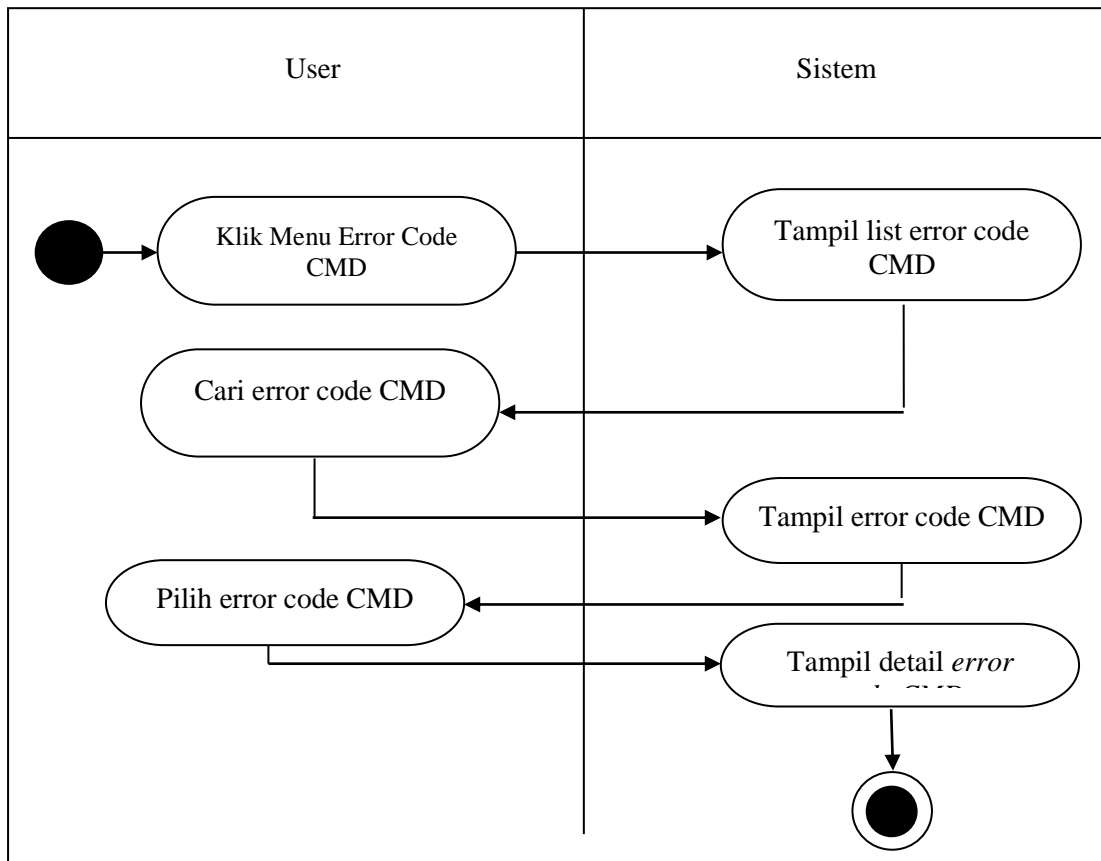 User
Sistem
Klik Menu Error Code
CMD
Tampil list error code
CMD
Cari error code CMD
Tampil error code CMD
Pilih error code CMD
Tampil detail error
CMD